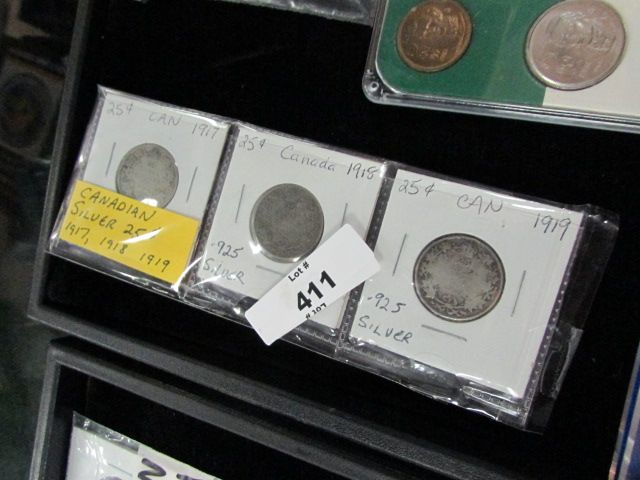 25¢ CAN 1917
CANADIAN
SILVER 25¢
1917, 1918 1919
25¢ Canada 1918
.925
SILVER
Lot #
411
25¢ CAN 1919
.925
SILVER